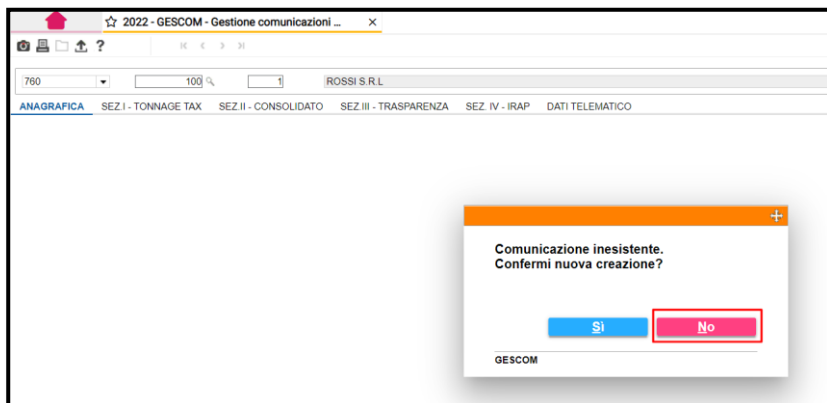 2022 - GESCOM - Gestione comunicazioni ...
?
760 100 1 ROSSI S.R.L
ANAGRAFICA SEZ.I - TONNAGE TAX SEZ.II - CONSOLIDATO SEZ.III - TRASPARENZA SEZ. IV - IRAP DATI TELEMATICO
Comunicazione inesistente.
Confermi nuova creazione?
Sì No
GESCOM